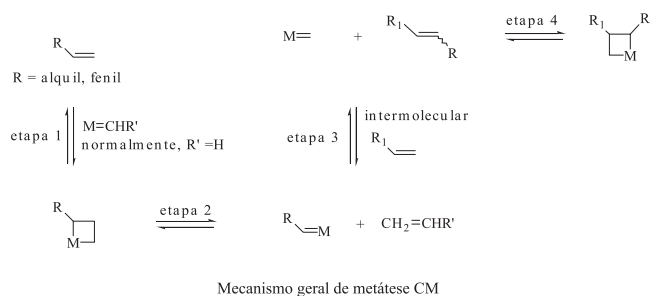 R
R = alquil, fenil
M= + R₁ R
etapa 4
R₁ R M
etapa 1
M=CHR'
normalmente, R' =H
etapa 3
intermolecular
R₁
R M
etapa 2
R =M + CH₂=CHR'
Mecanismo geral de metátese CM